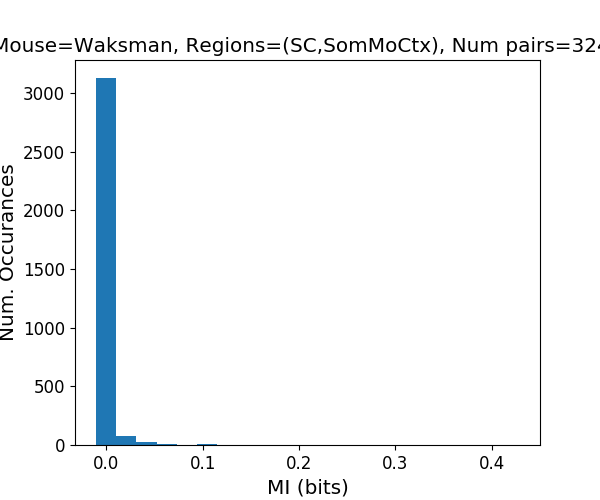 Mouse=Waksman, Regions=(SC,SomMoCtx), Num pairs=324
Num. Occurances
3000
2500
2000
1500
1000
500
0
0.0 0.1 0.2 0.3 0.4
MI (bits)